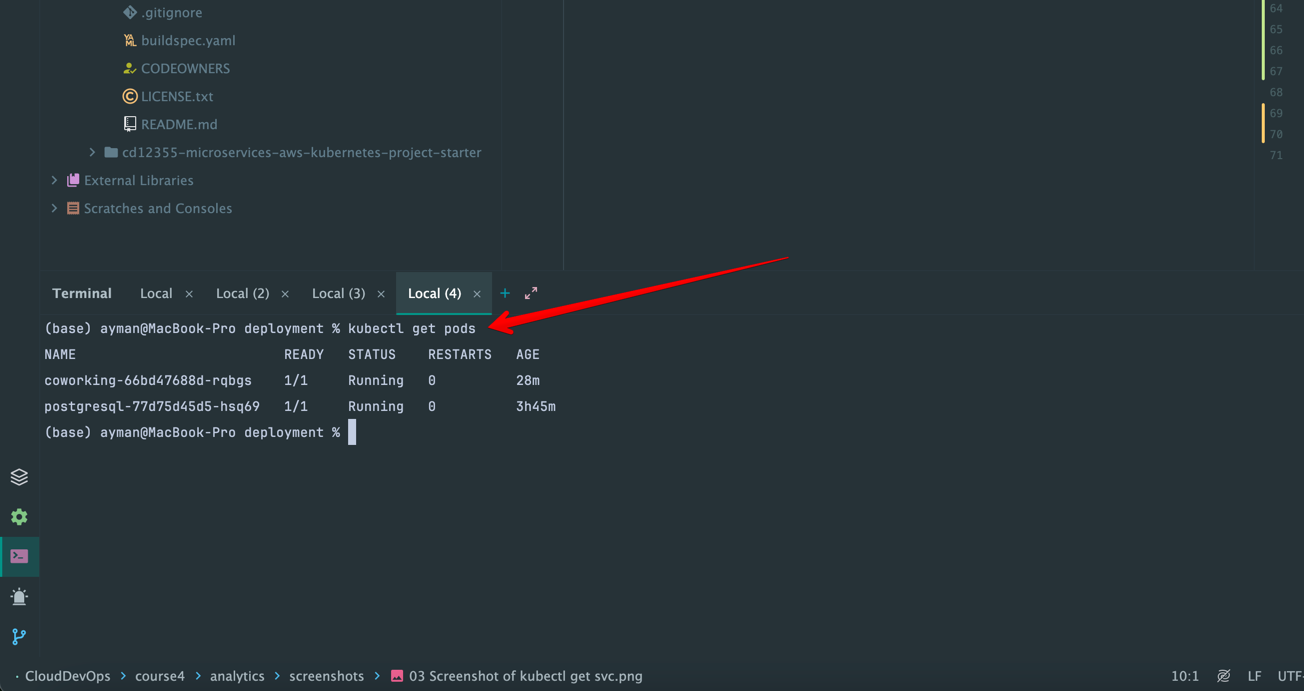 .gitignore
buildspec.yaml
CODEOWNERS
LICENSE.txt
README.md
cd12355-microservices-aws-kubernetes-project-starter
External Libraries
Scratches and Consoles
64
65
66
67
68
69
70
71
Terminal Local × Local (2) × Local (3) × Local (4) × +
(base) ayman@MacBook-Pro deployment % kubectl get pods
NAME READY STATUS RESTARTS AGE
coworking-66bd47688d-rqbgs 1/1 Running 0 28m
postgresql-77d75d45d5-hsq69 1/1 Running 0 3h45m
(base) ayman@MacBook-Pro deployment %
CloudDevOps > course4 > analytics > screenshots > 03 Screenshot of kubectl get svc.png 10:1 LF UTF